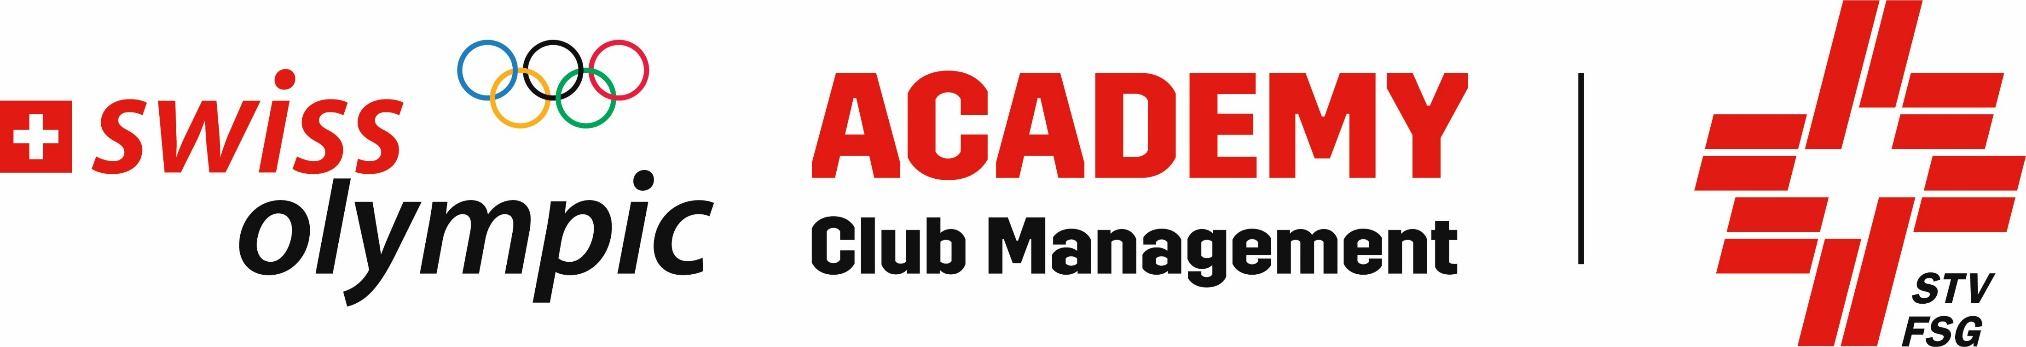 swiss
olympic
ACADEMY
Club Management
STV
FSG